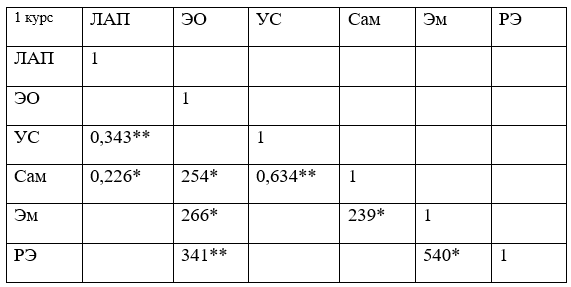 1 курс ЛАП ЭО УС Сам Эм РЭ
ЛАП 1
ЭО 1
УС 0,343** 1
Сам 0,226* 254* 0,634** 1
Эм 266* 239* 1
РЭ 341** 540* 1